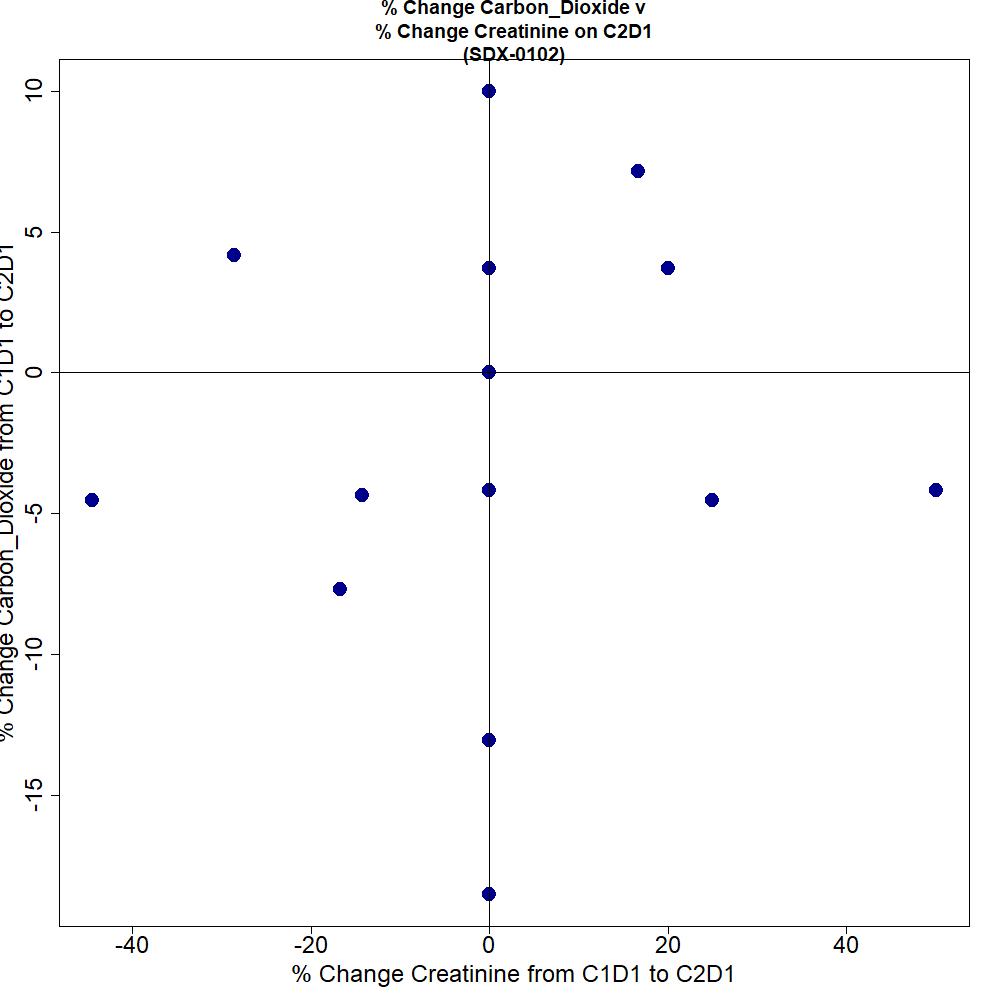 % Change Carbon_Dioxide v
% Change Creatinine on C2D1
(SDX-0102)
% Change Carbon_Dioxide from C1D1 to C2D1
10
5
0
-5
-10
-15
-40
-20
0
20
40
% Change Creatinine from C1D1 to C2D1